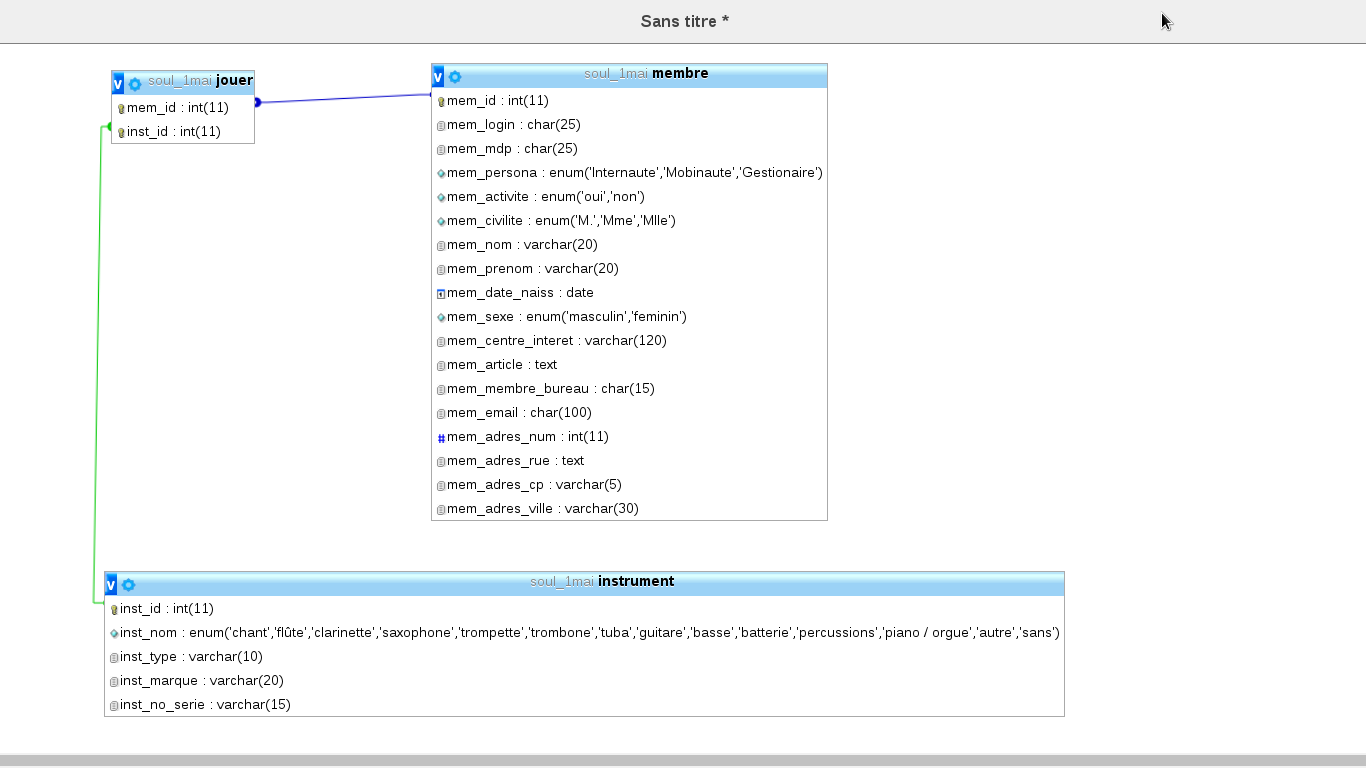 Sans titre *
v soul_1mai jouer
mem_id : int(11)
inst_id : int(11)
v soul_1mai membre
mem_id : int(11)
mem_login : char(25)
mem_mdp : char(25)
mem_persona : enum('Internaute','Mobinaute','Gestionaire')
mem_activite : enum('oui','non')
mem_civilite : enum('M.','Mme','Mlle')
mem_nom : varchar(20)
mem_prenom : varchar(20)
mem_date_naiss : date
mem_sexe : enum('masculin','feminin')
mem_centre_interet : varchar(120)
mem_article : text
mem_membre_bureau : char(15)
mem_email : char(100)
# mem_adres_num : int(11)
mem_adres_rue : text
mem_adres_cp : varchar(5)
mem_adres_ville : varchar(30)
v soul_1mai instrument
inst_id : int(11)
inst_nom : enum('chant','flûte','clarinette','saxophone','trompette','trombone','tuba','guitare','basse','batterie','percussions','piano / orgue','autre','sans')
inst_type : varchar(10)
inst_marque : varchar(20)
inst_no_serie : varchar(15)